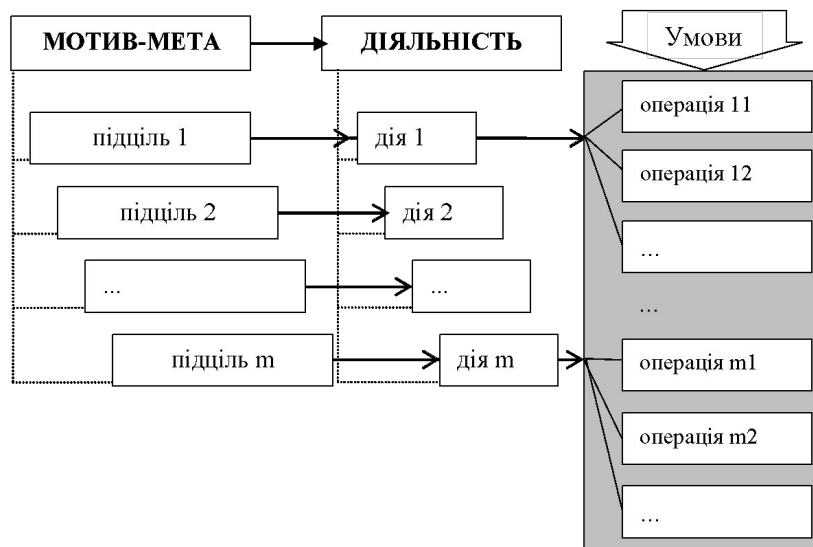 МОТИВ-МЕТА
ДІЯЛЬНІСТЬ
Умови
підціль 1
дія 1
операція 11
операція 12
підціль 2
дія 2
...
...
...
...
підціль m
дія m
операція m1
операція m2
...